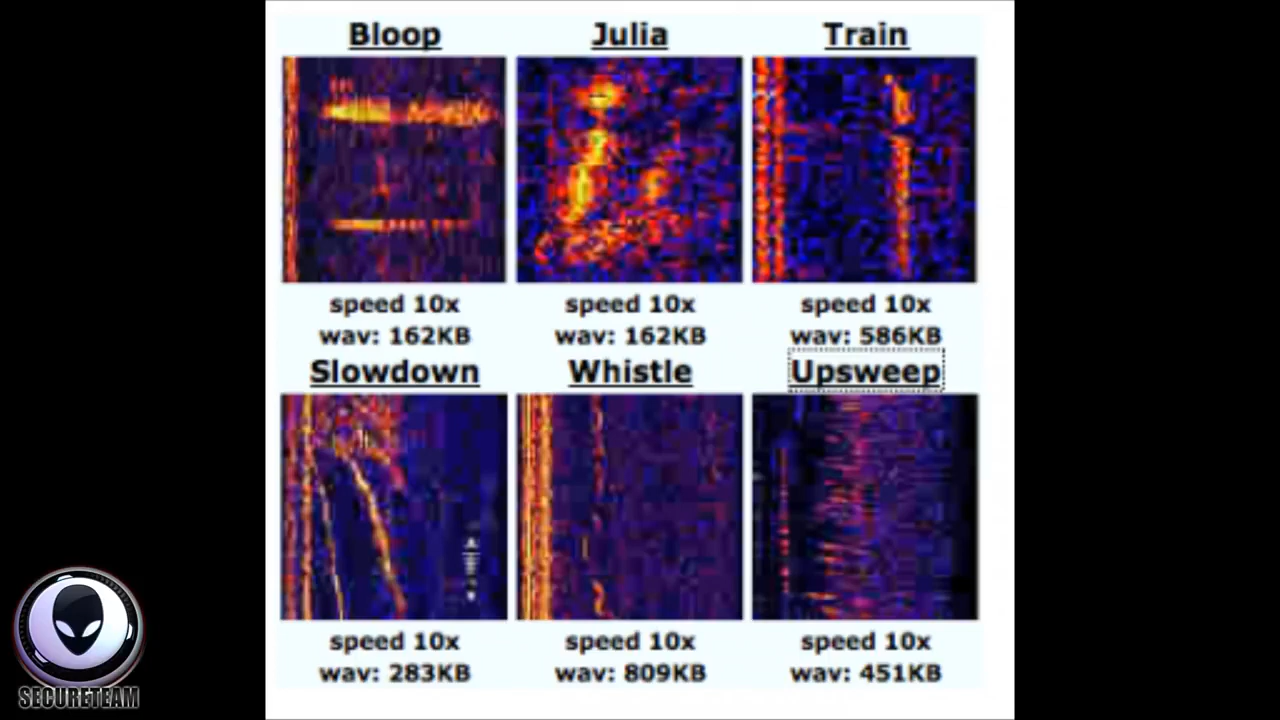 Bloop Julia Train
speed 10x speed 10x speed 10x
wav: 162KB wav: 162KB wav: 586KB
Slowdown Whistle Upsweep
speed 10x speed 10x speed 10x
wav: 283KB wav: 809KB wav: 451KB
SECURETEAM